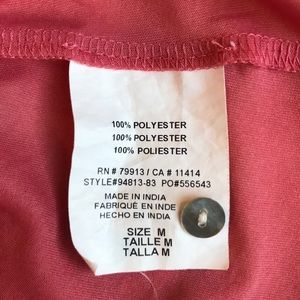 100% POLYESTER
100% POLYESTER
100% POLIESTER
RN# 79913 / CA # 11414
STYLE#94813-83 PO#556543
MADE IN INDIA
FABRIQUÉ EN INDE
HECHO EN INDIA
SIZE M
TAILLE M
TALLA M